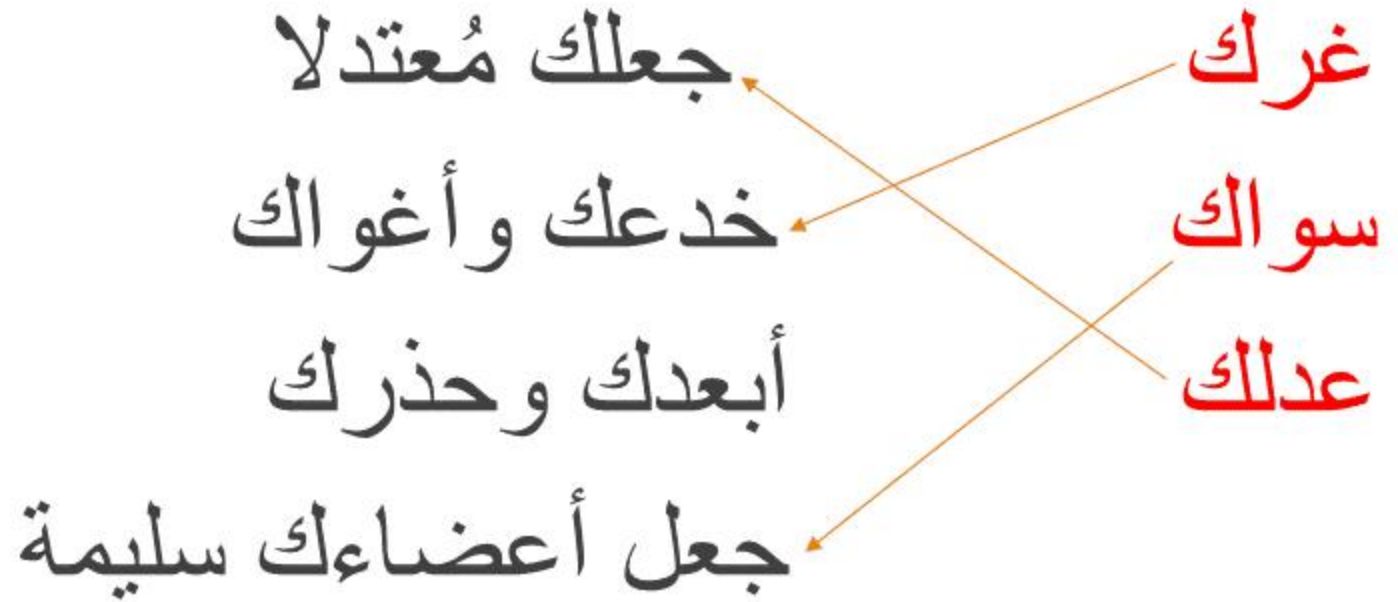 غرك جعلك مُعتدلا
سواك خدعك وأغواك
عدلك أبعدك وحذرك
جعل أعضاءك سليمة